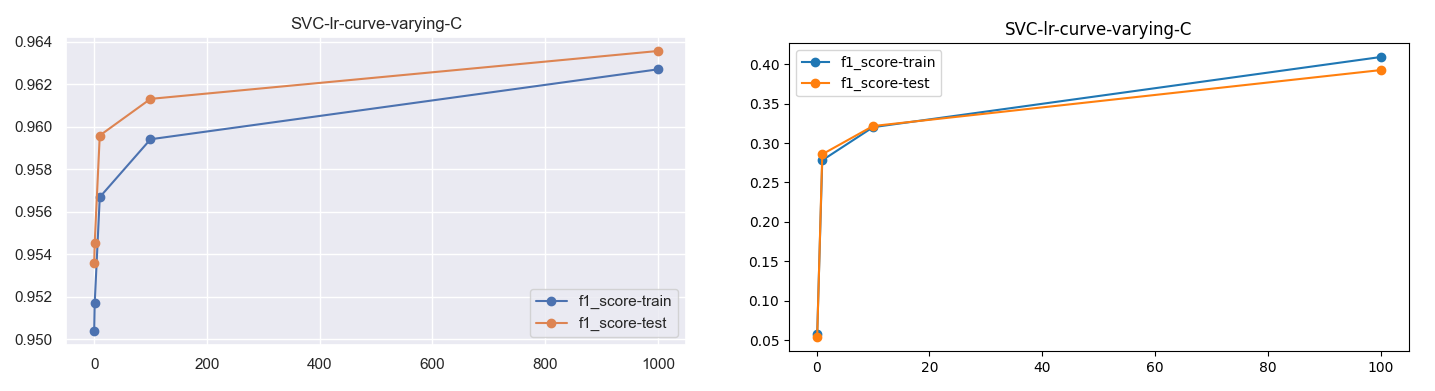 SVC-lr-curve-varying-C
0.964
0.962
0.960
0.958
0.956
0.954
0.952
0.950
0 200 400 600 800 1000
f1_score-train
f1_score-test
SVC-lr-curve-varying-C
f1_score-train
f1_score-test
0.40
0.35
0.30
0.25
0.20
0.15
0.10
0.05
0 20 40 60 80 100